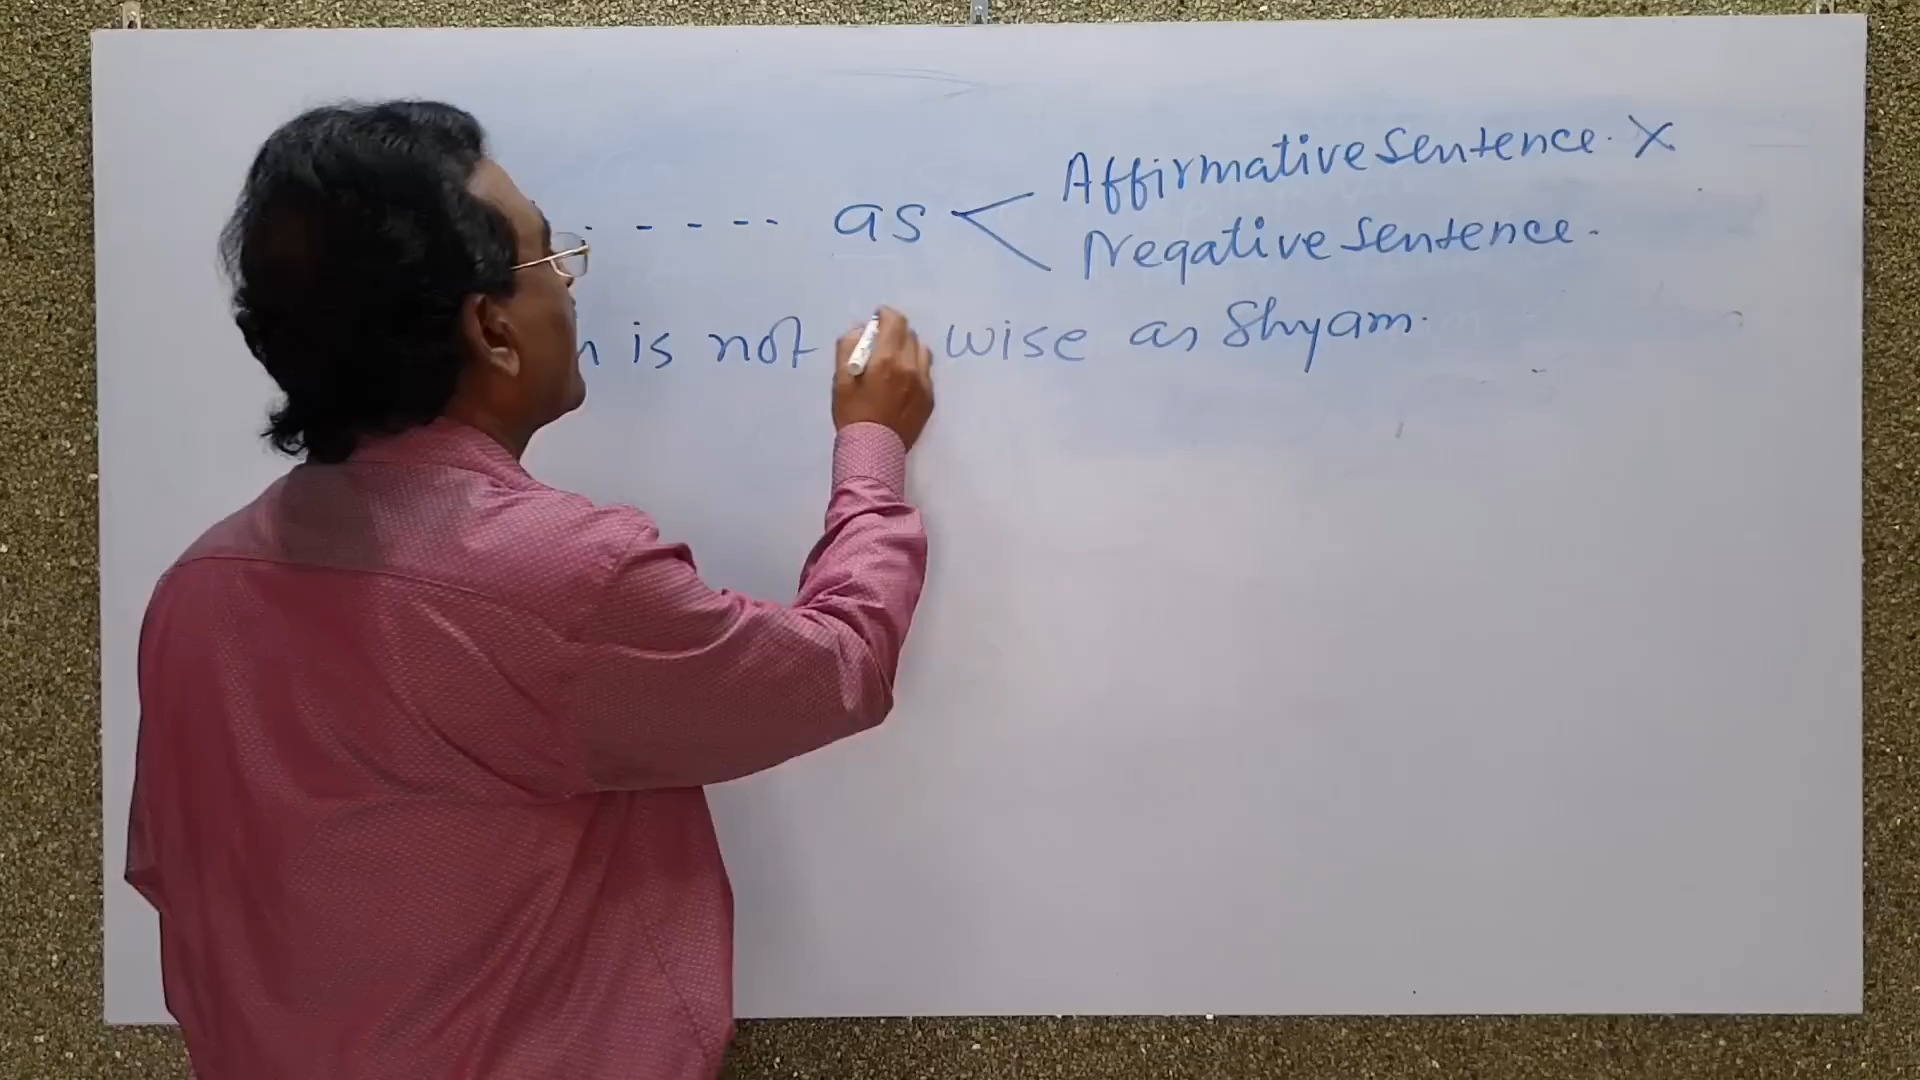 - - - - as < Affirmative Sentence. X
Negative Sentence.
is not wise as Shyam.